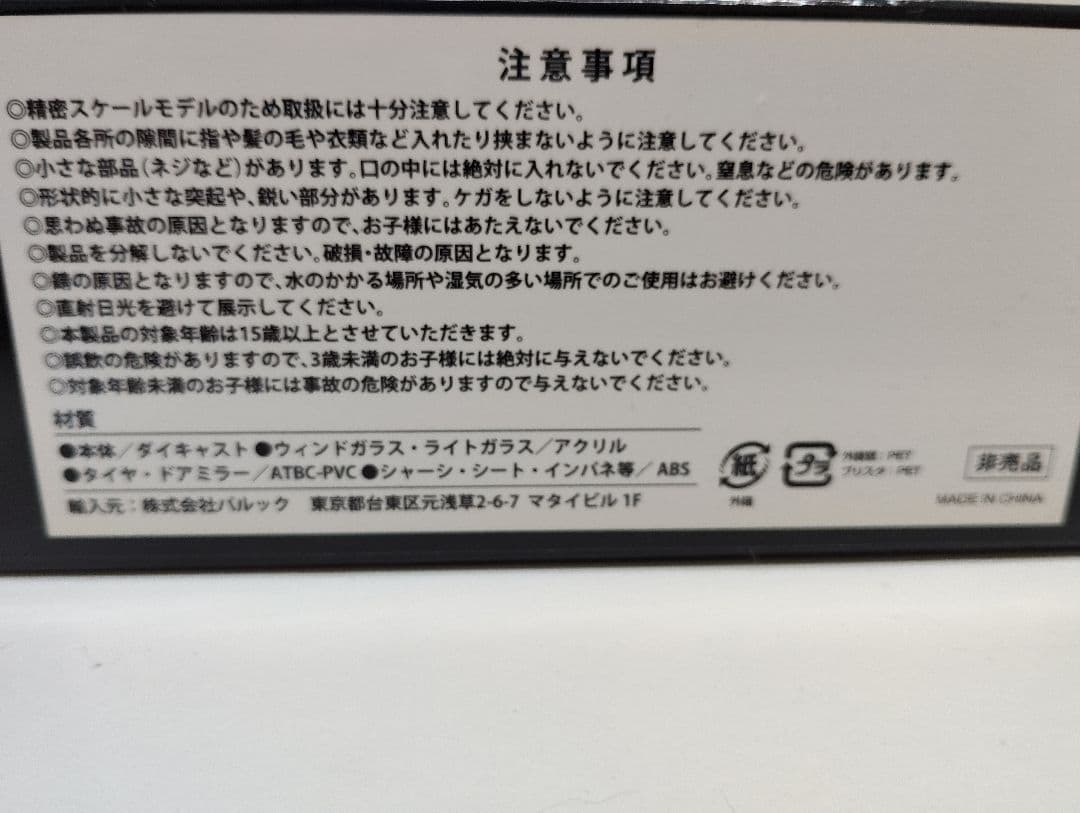 注意事項
◎精密スケールモデルのため取扱には十分注意してください。
◎製品各所の隙間に指や髪の毛や衣類など入れたり挟まないように注意してください。
◎小さな部品(ネジなど)があります。口の中には絶対に入れないでください。窒息などの危険があります。
◎形状的に小さな突起や、鋭い部分があります。ケガをしないように注意してください。
◎思わぬ事故の原因となりますので、お子様にはあたえないでください。
◎製品を分解しないでください。破損・故障の原因となります。
◎錆の原因となりますので、水のかかる場所や湿気の多い場所でのご使用はお避けください。
◎直射日光を避けて展示してください。
◎本製品の対象年齢は15歳以上とさせていただきます。
◎誤飲の危険がありますので、3歳未満のお子様には絶対に与えないでください。
◎対象年齢未満のお子様には事故の危険がありますので与えないでください。
材質
●本体／ダイキャスト ●ウィンドガラス・ライトガラス／アクリル
●タイヤ・ドアミラー／ATBC-PVC ●シャーシ・シート・インパネ等／ABS
輸入元：株式会社バルック 東京都台東区元浅草2-6-7 マタイビル 1F
紙
外箱
プラ
ブリスタ：PET
非売品
MADE IN CHINA